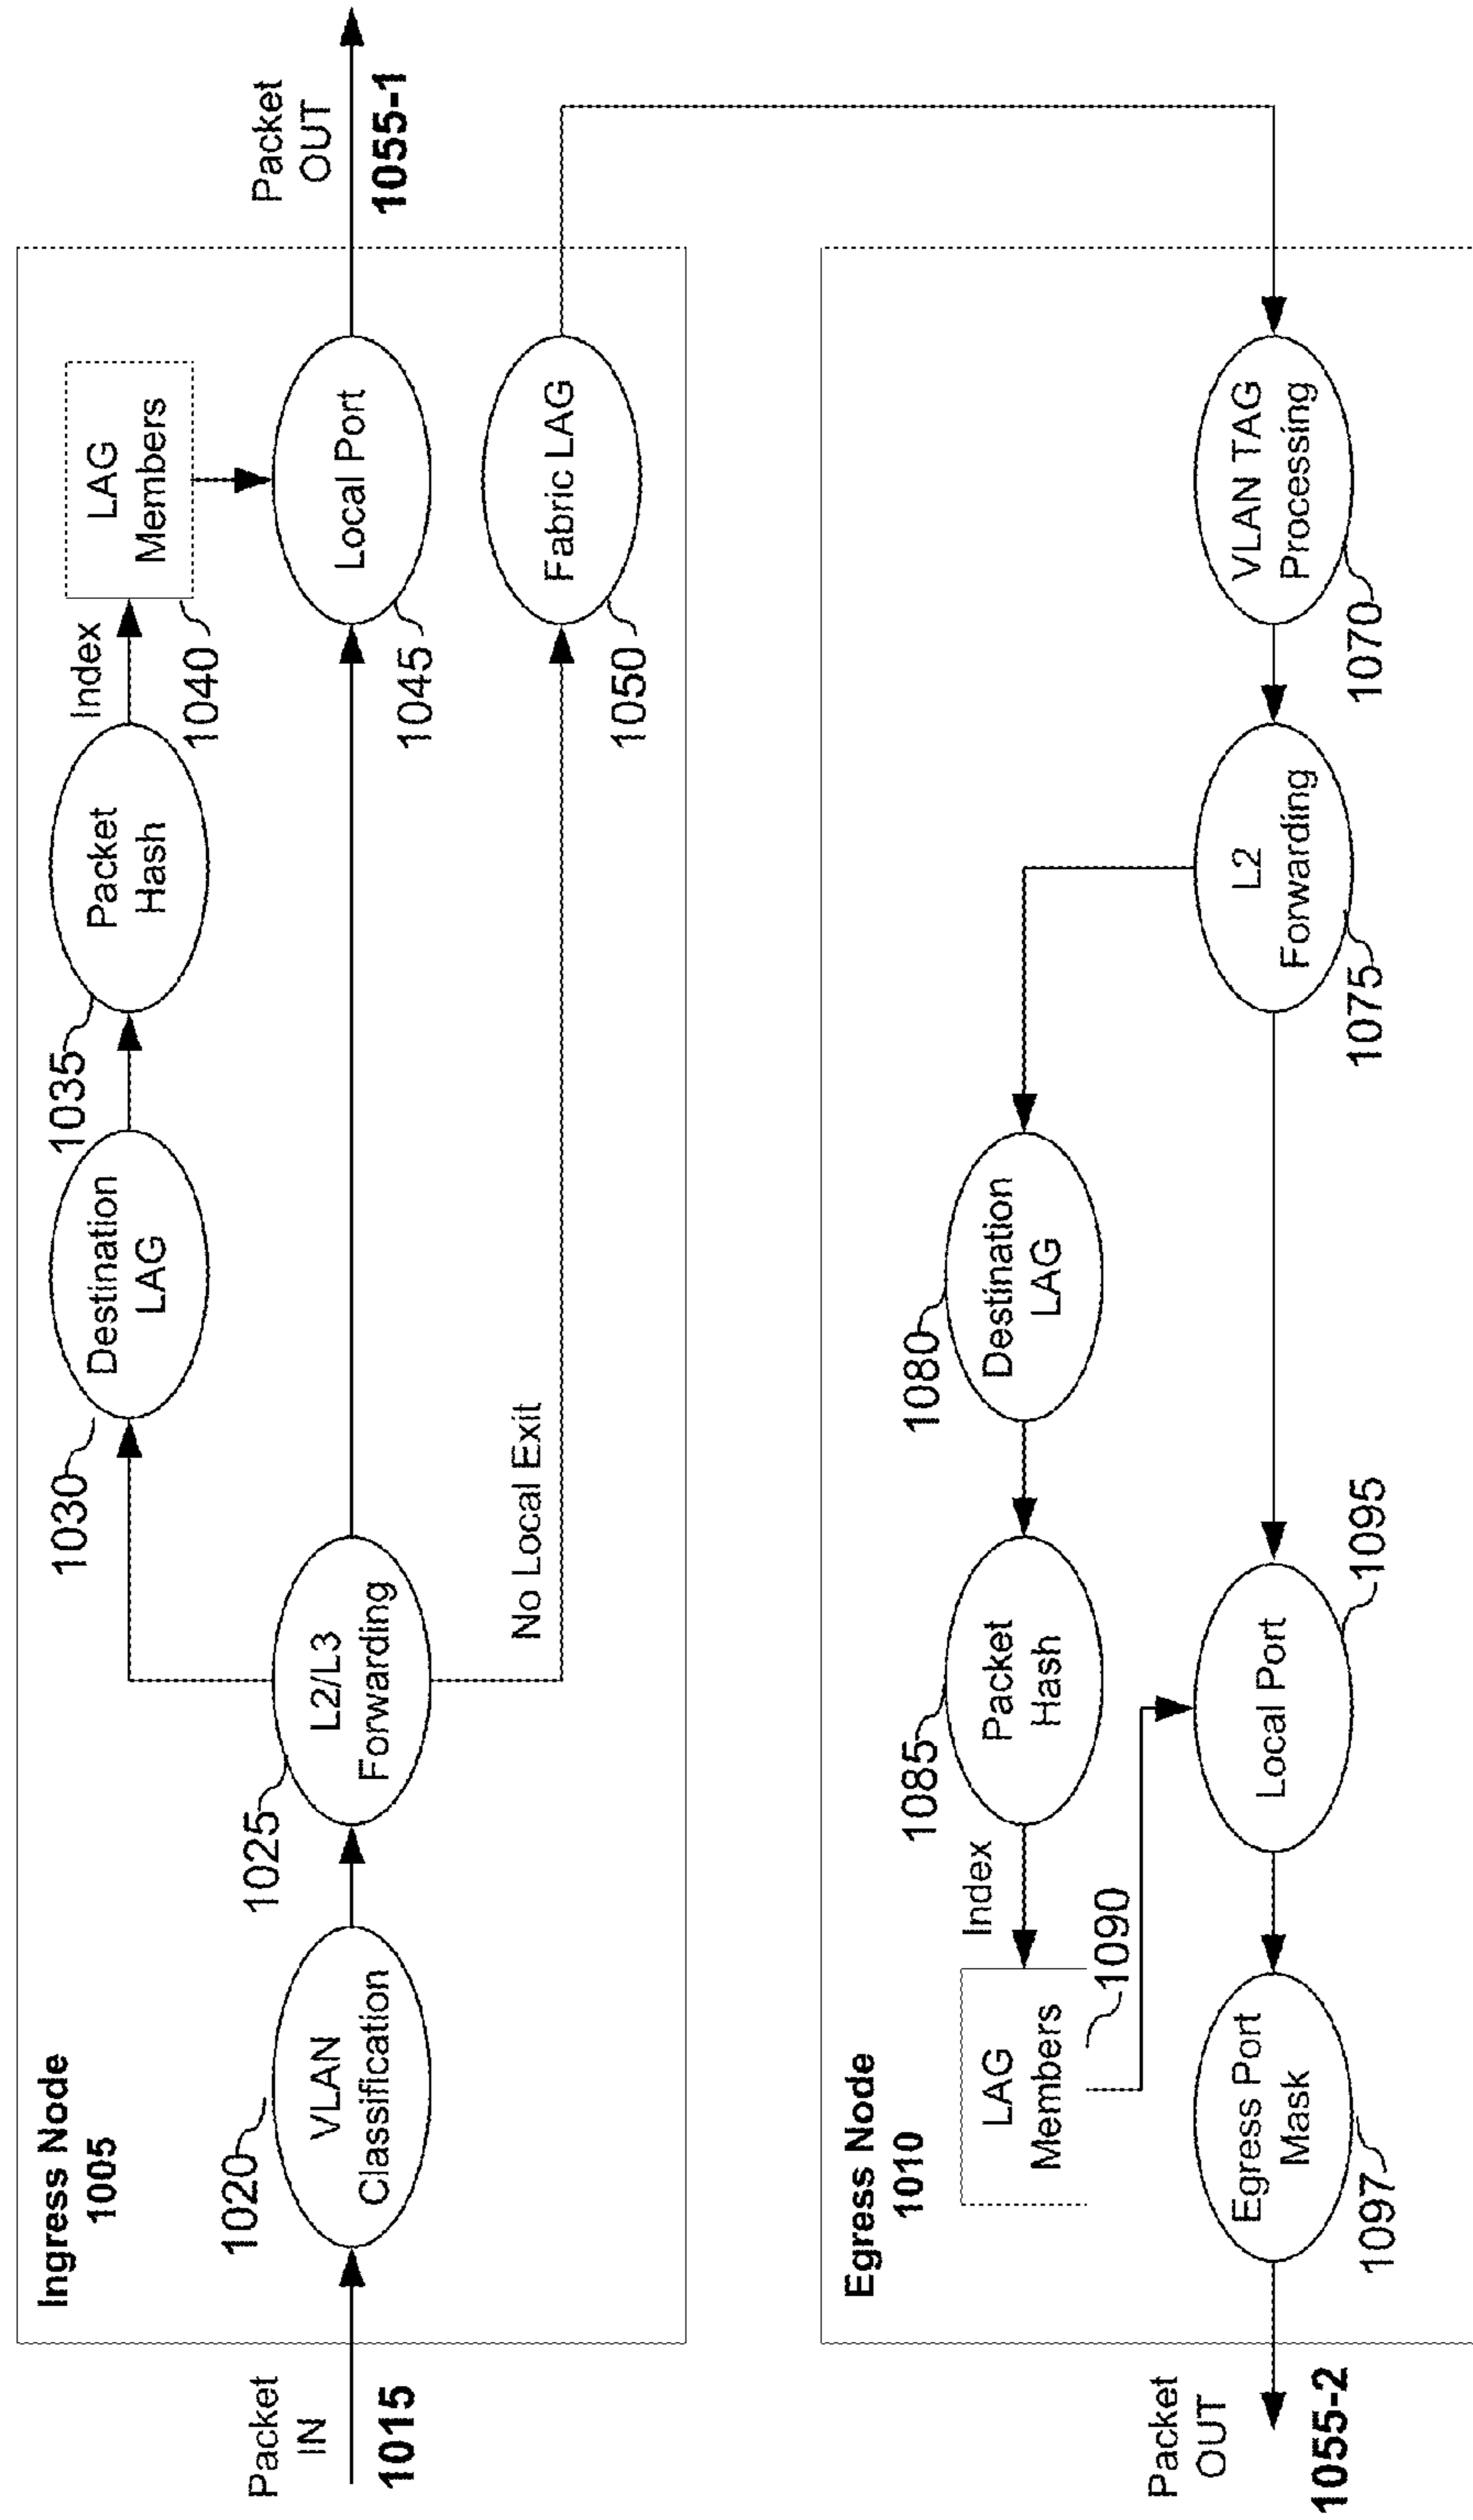 Ingress Node
1005
Packet
IN
1015
VLAN
Classification
1020
L2/L3
Forwarding
1025
Destination
LAG
1030
Packet
Hash
1035
Index
LAG
Members
1040
Local Port
1045
No Local Exit
Fabric LAG
1050
Packet
OUT
1055-1
Egress Node
1010
VLAN TAG
Processing
1070
L2
Forwarding
1075
Destination
LAG
1080
Packet
Hash
1085
Index
LAG
Members
1090
Local Port
1095
Egress Port
Mask
1097
Packet
OUT
1055-2